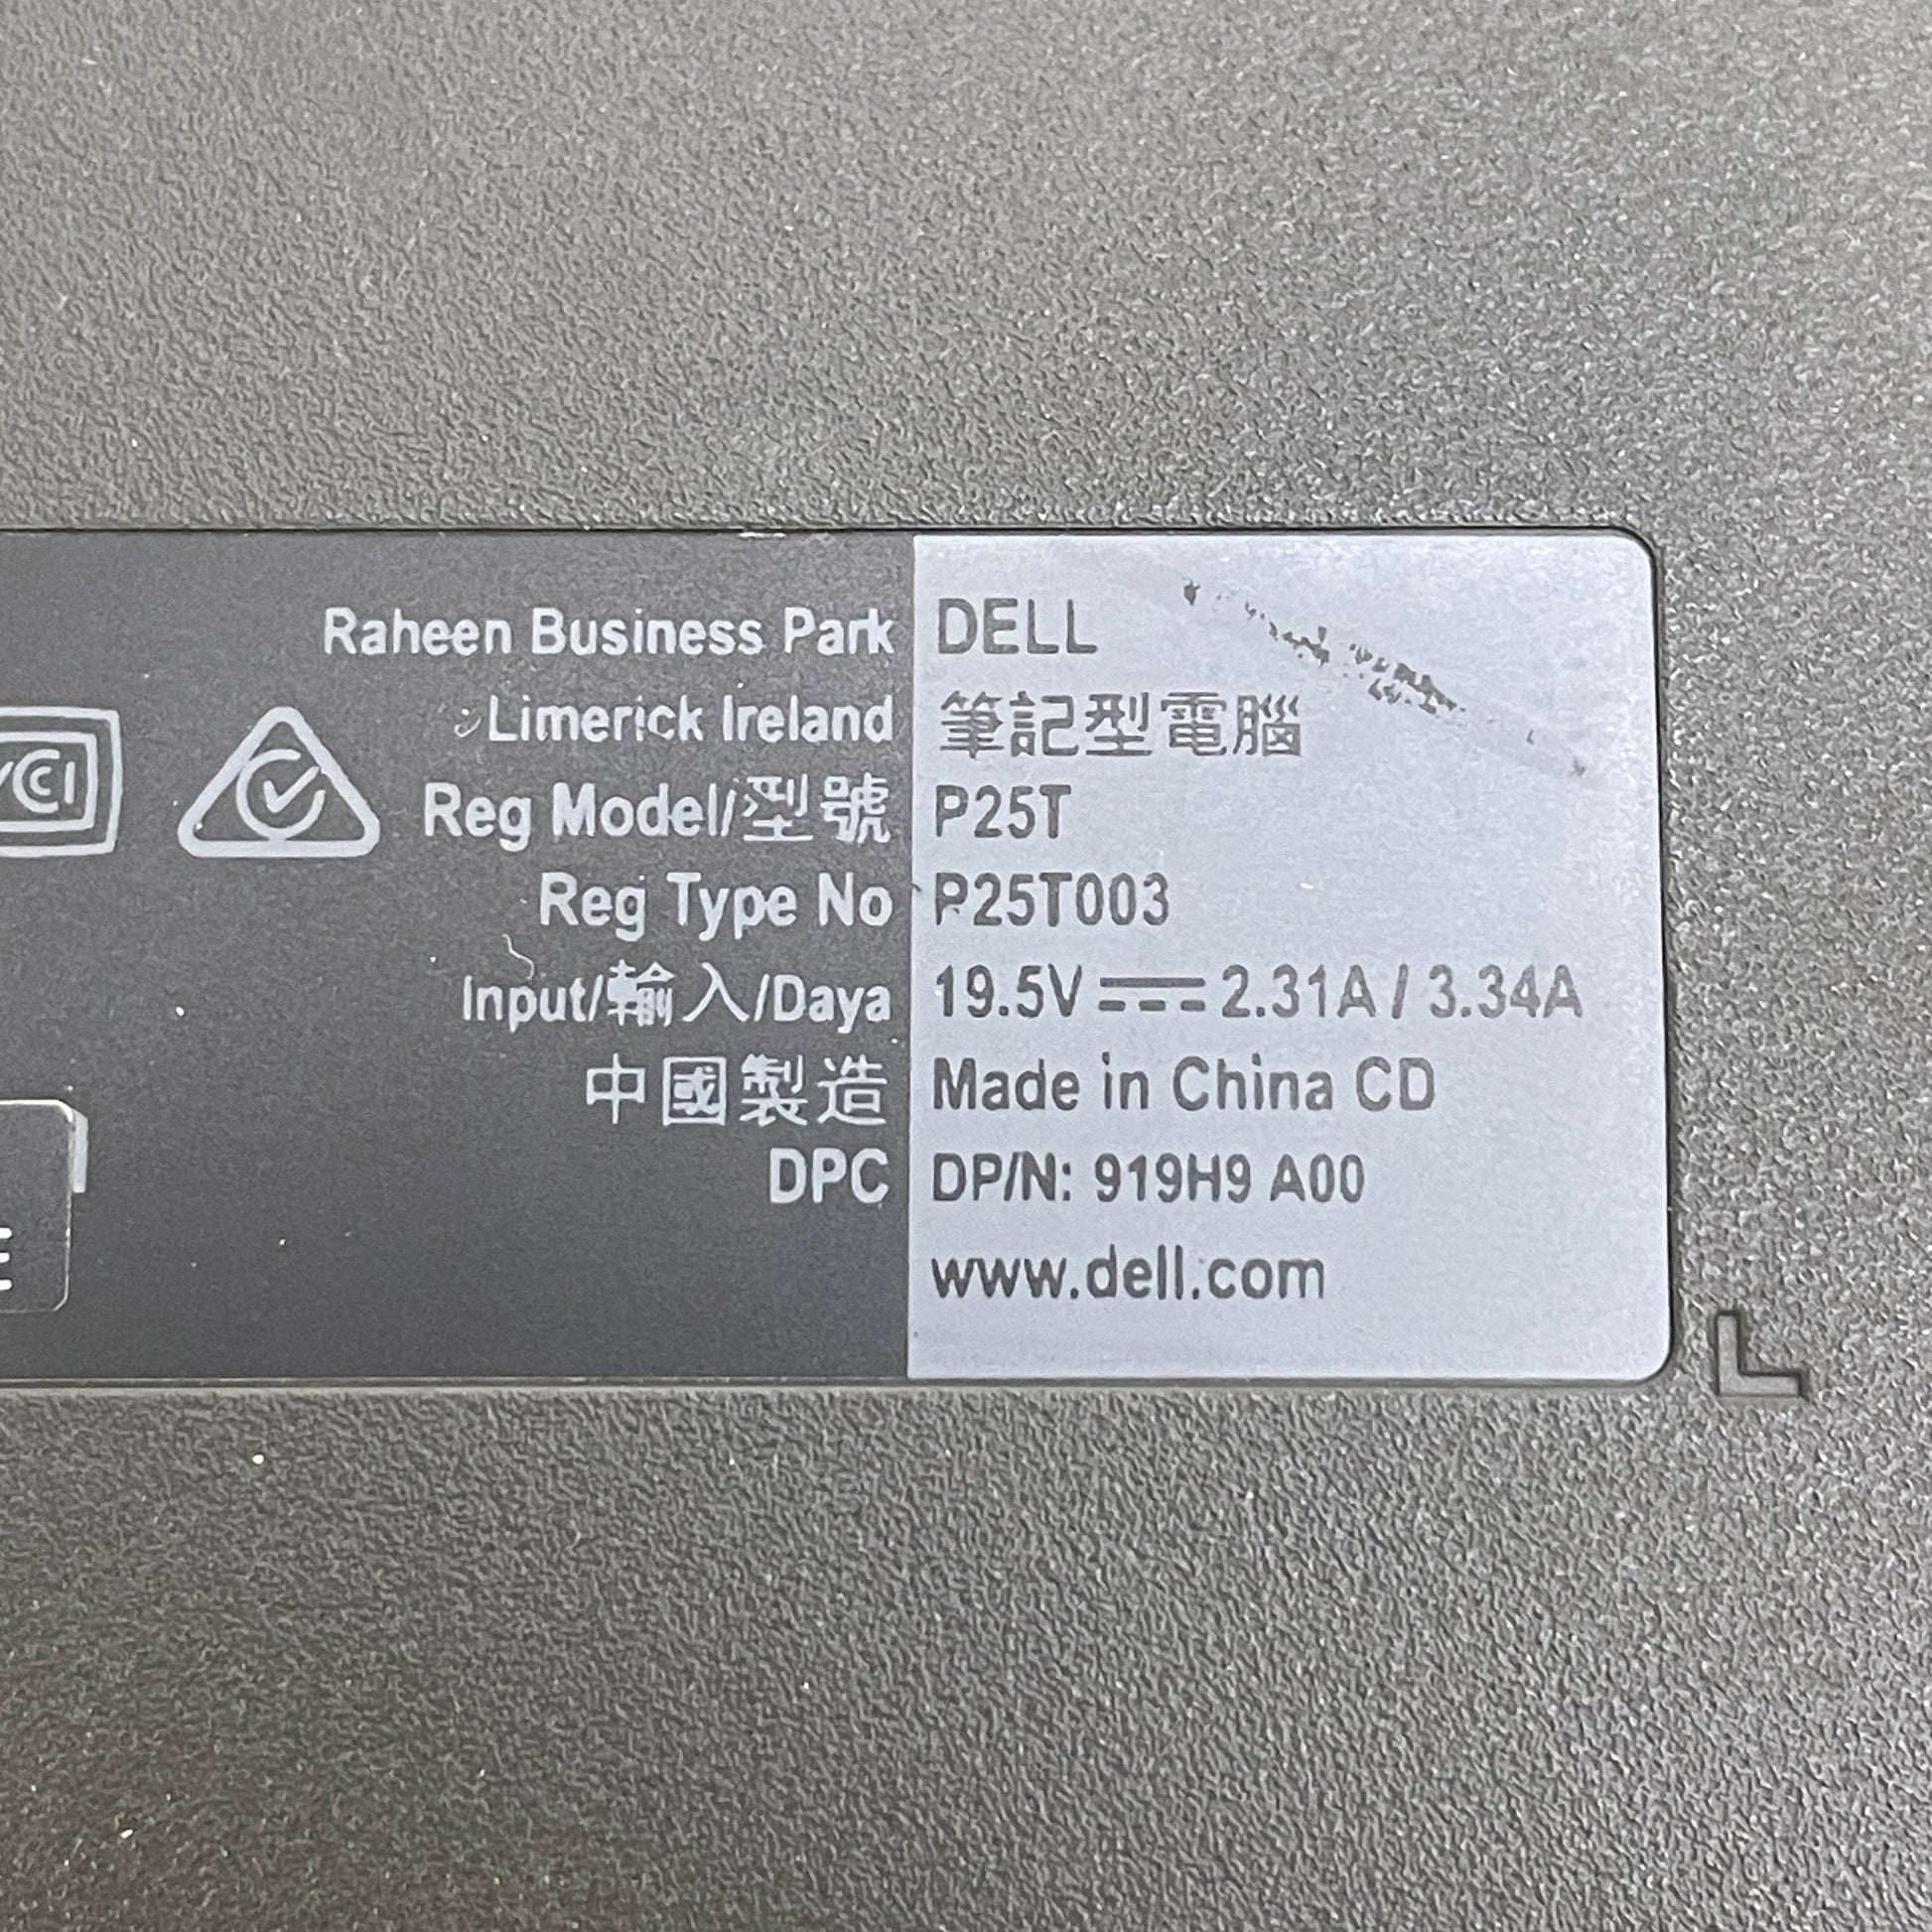 Raheen Business Park DELL
Limerick Ireland 筆記型電腦
Reg Model/型號 P25T
Reg Type No P25T003
Input/輸入/Daya 19.5V ⎓ 2.31A / 3.34A
中國製造 Made in China CD
DPC DP/N: 919H9 A00
www.dell.com
VCCI
E
L